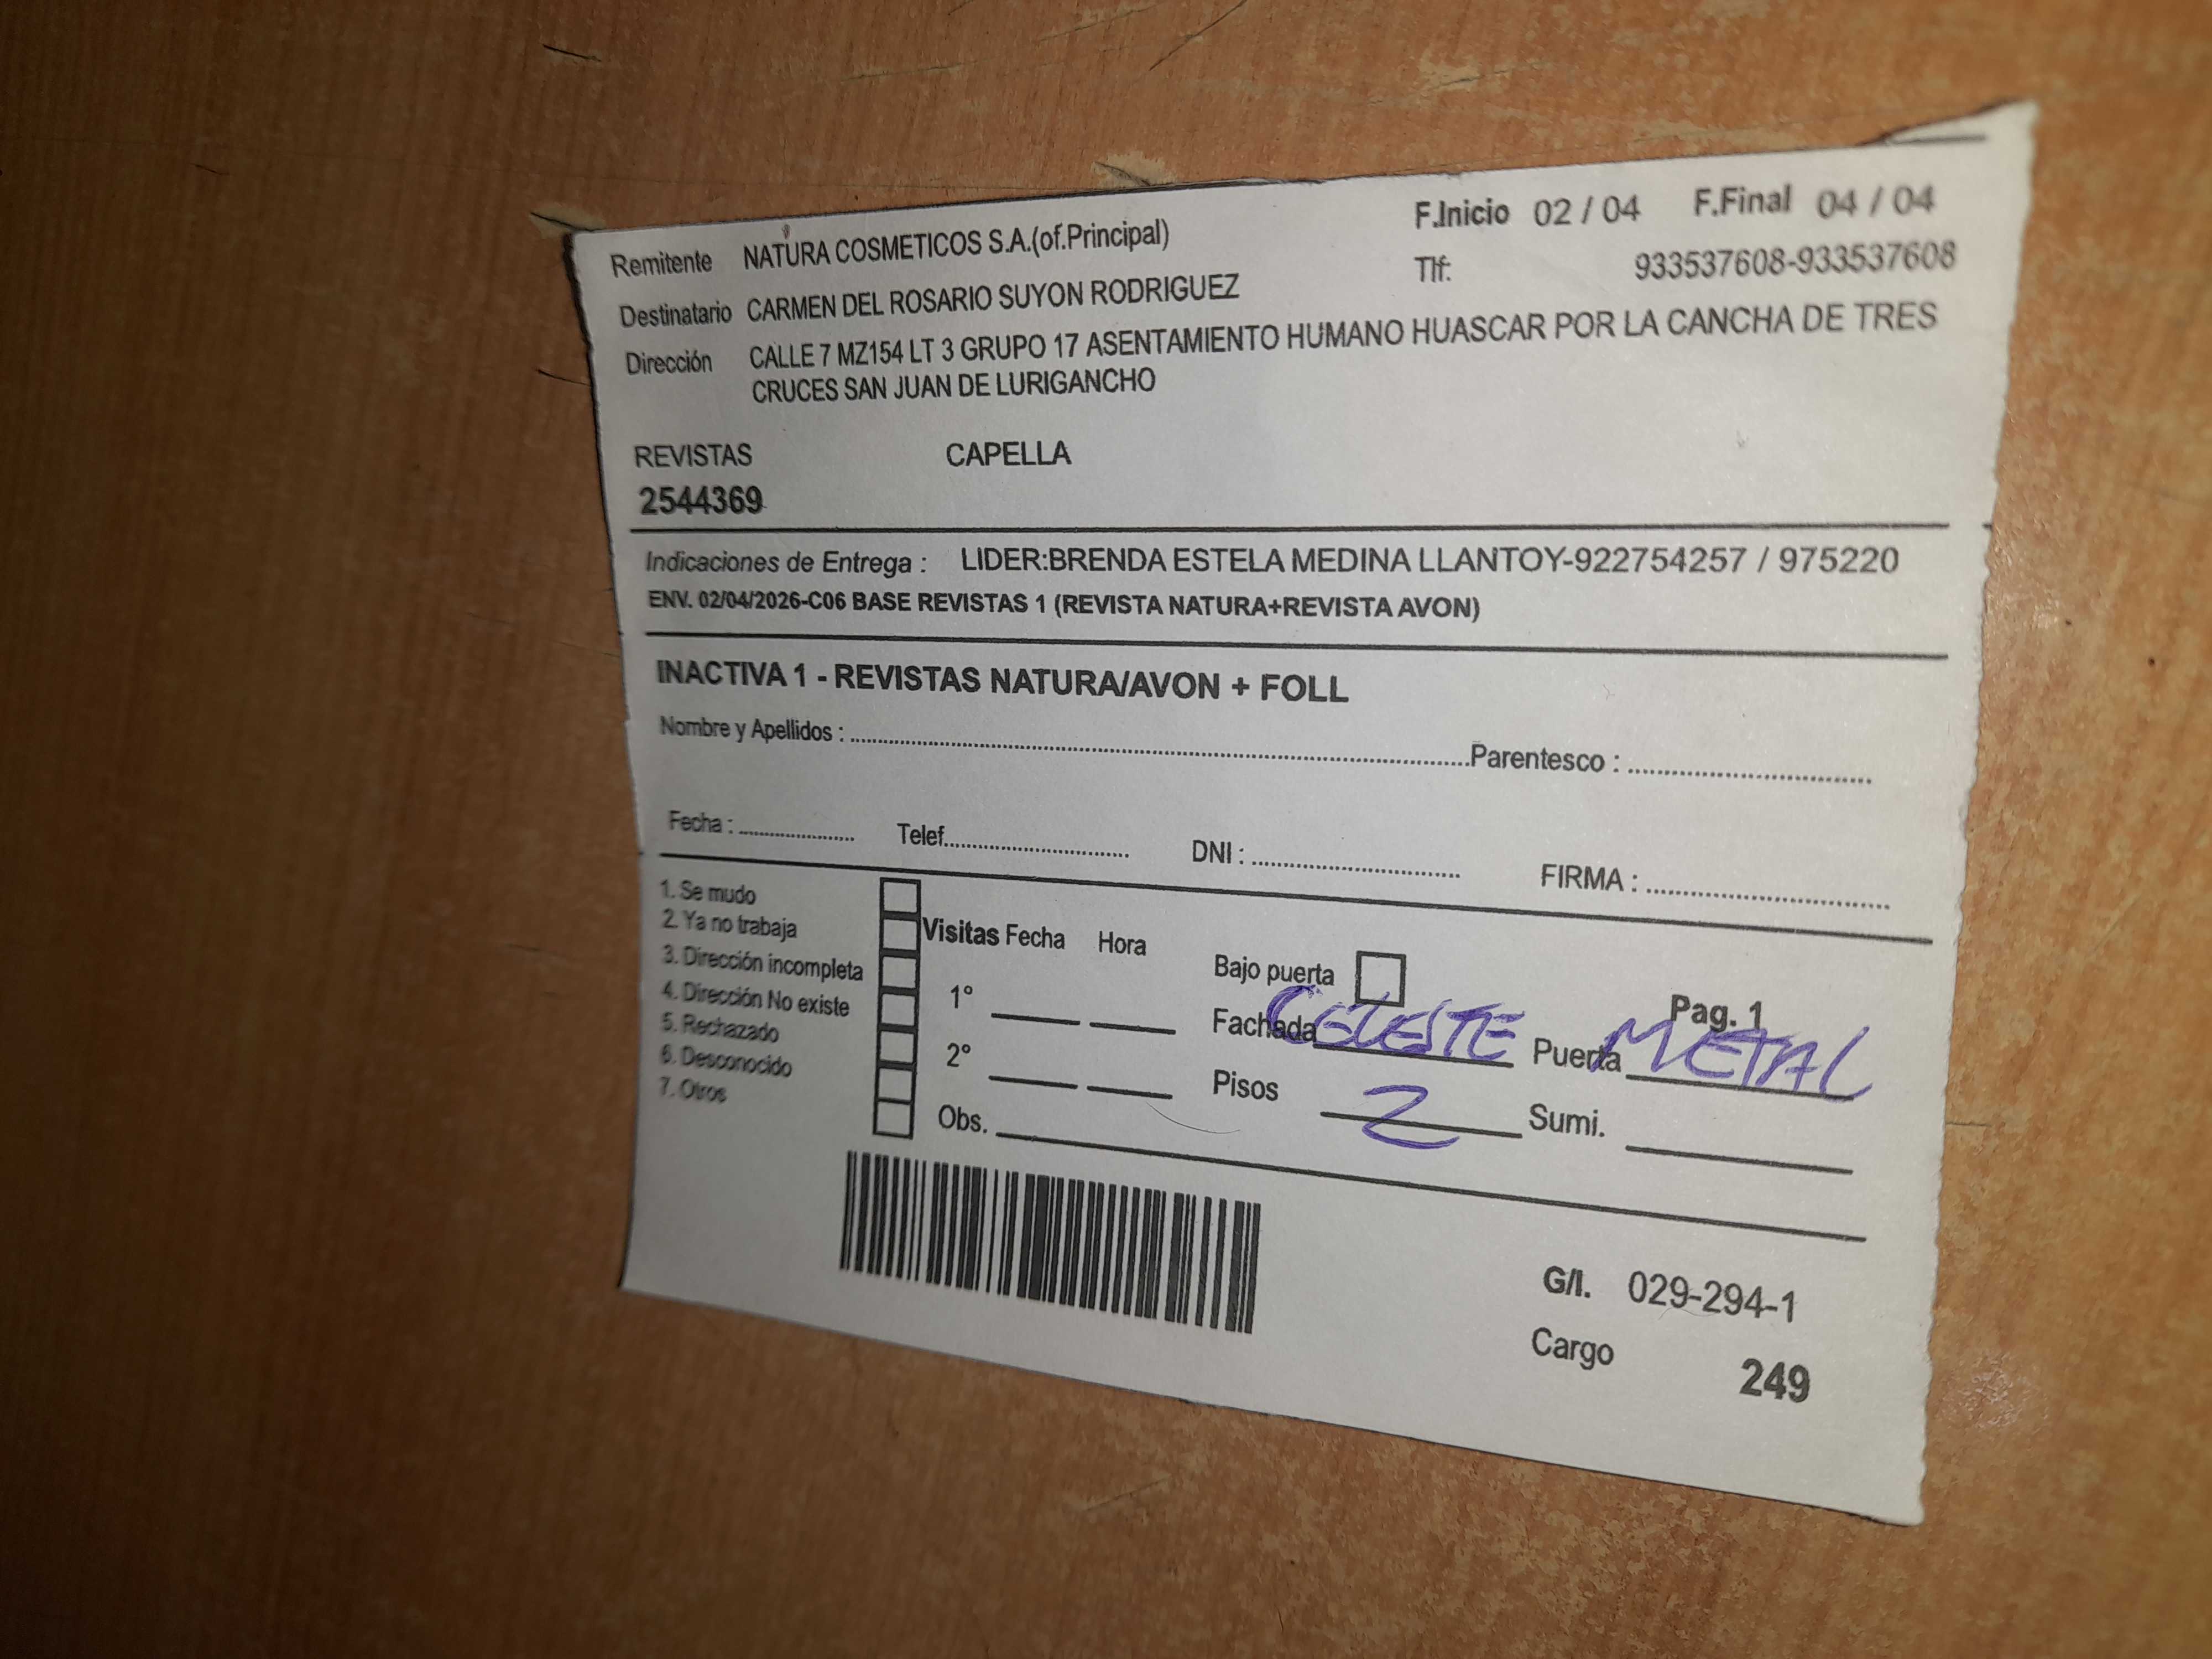 Remitente NATURA COSMETICOS S.A.(of.Principal) F.Inicio 02 / 04 F.Final 04 / 04
Destinatario CARMEN DEL ROSARIO SUYON RODRIGUEZ Tlf: 933537608-933537608
Dirección CALLE 7 MZ154 LT 3 GRUPO 17 ASENTAMIENTO HUMANO HUASCAR POR LA CANCHA DE TRES
CRUCES SAN JUAN DE LURIGANCHO
REVISTAS CAPELLA
2544369
Indicaciones de Entrega : LIDER:BRENDA ESTELA MEDINA LLANTOY-922754257 / 975220
ENV. 02/04/2026-C06 BASE REVISTAS 1 (REVISTA NATURA+REVISTA AVON)
INACTIVA 1 - REVISTAS NATURA/AVON + FOLL
Nombre y Apellidos : Parentesco :
Fecha : Telef. DNI : FIRMA :
1. Se mudo
2. Ya no trabaja
3. Dirección incompleta
4. Dirección No existe
5. Rechazado
6. Desconocido
7. Otros
Visitas Fecha Hora
1°
2°
Obs.
Bajo puerta Pag. 1
Fachada CELESTE Puerta METAL
Pisos 2 Sumi.
G/I. 029-294-1
Cargo 249